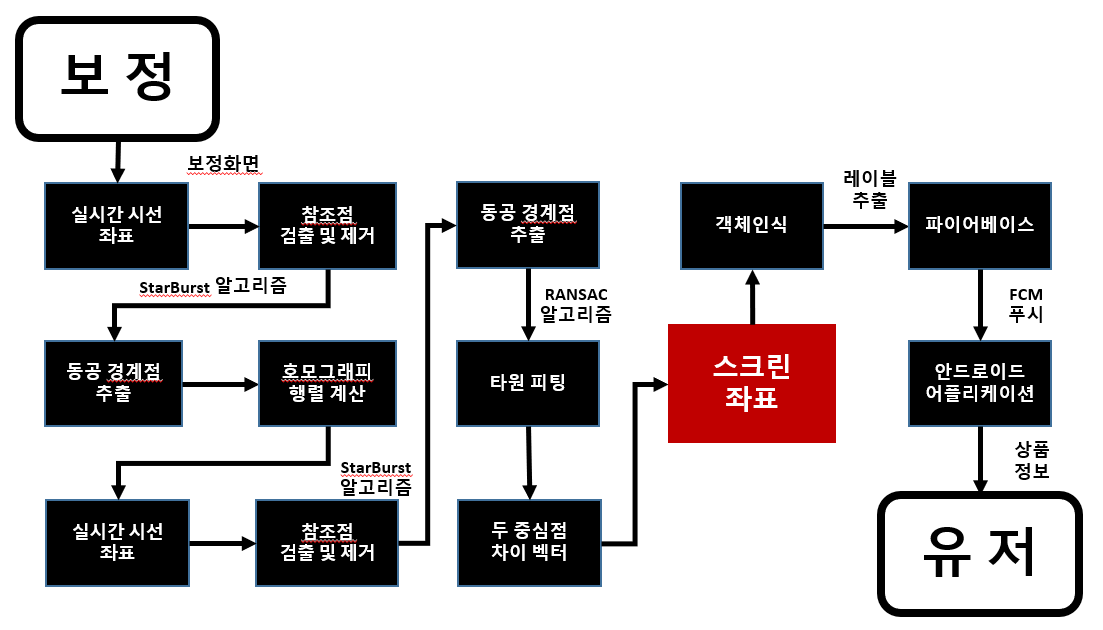 보 정
보정화면
실시간 시선
좌표
참조점
검출 및 제거
StarBurst 알고리즘
동공 경계점
추출
호모그래피
행렬 계산
StarBurst
알고리즘
실시간 시선
좌표
참조점
검출 및 제거
동공 경계점
추출
RANSAC
알고리즘
타원 피팅
두 중심점
차이 벡터
스크린
좌표
객체인식
레이블
추출
파이어베이스
FCM
푸시
안드로이드
어플리케이션
상품
정보
유 저